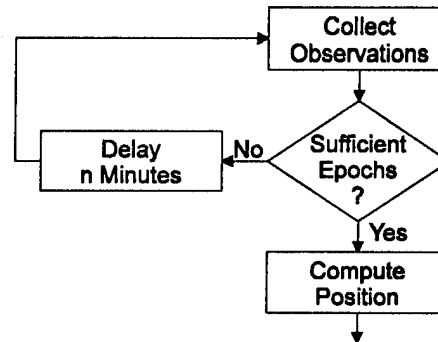 Collect
Observations
Sufficient
Epochs
?
No
Delay
n Minutes
Yes
Compute
Position